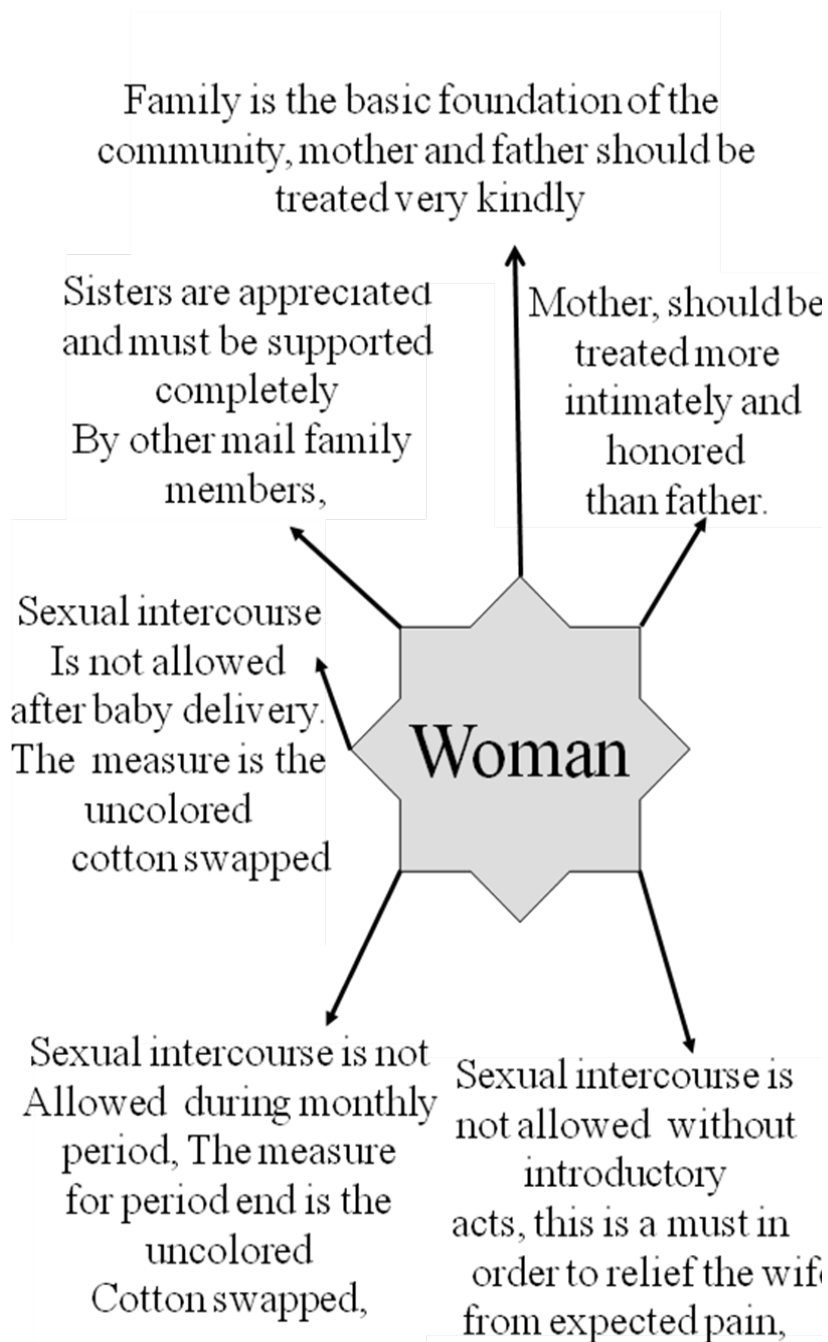 Family is the basic foundation of the
community, mother and father should be
treated very kindly
Sisters are appreciated
and must be supported
completely
By other mail family
members,
Mother, should be
treated more
intimately and
honored
than father.
Sexual intercourse
Is not allowed
after baby delivery.
The measure is the
uncolored
cotton swapped
Woman
Sexual intercourse is not
Allowed during monthly
period, The measure
for period end is the
uncolored
Cotton swapped,
Sexual intercourse is
not allowed without
introductory
acts, this is a must in
order to relief the wife
from expected pain,